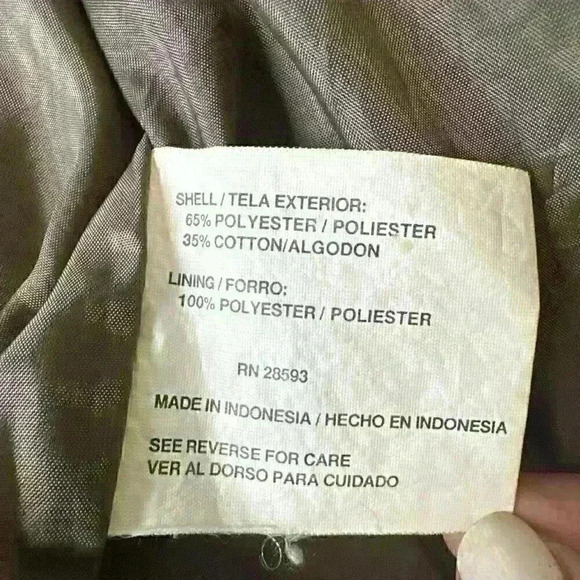 SHELL / TELA EXTERIOR:
65% POLYESTER / POLIESTER
35% COTTON/ALGODON
LINING / FORRO:
100% POLYESTER / POLIESTER
RN 28593
MADE IN INDONESIA / HECHO EN INDONESIA
SEE REVERSE FOR CARE
VER AL DORSO PARA CUIDADO